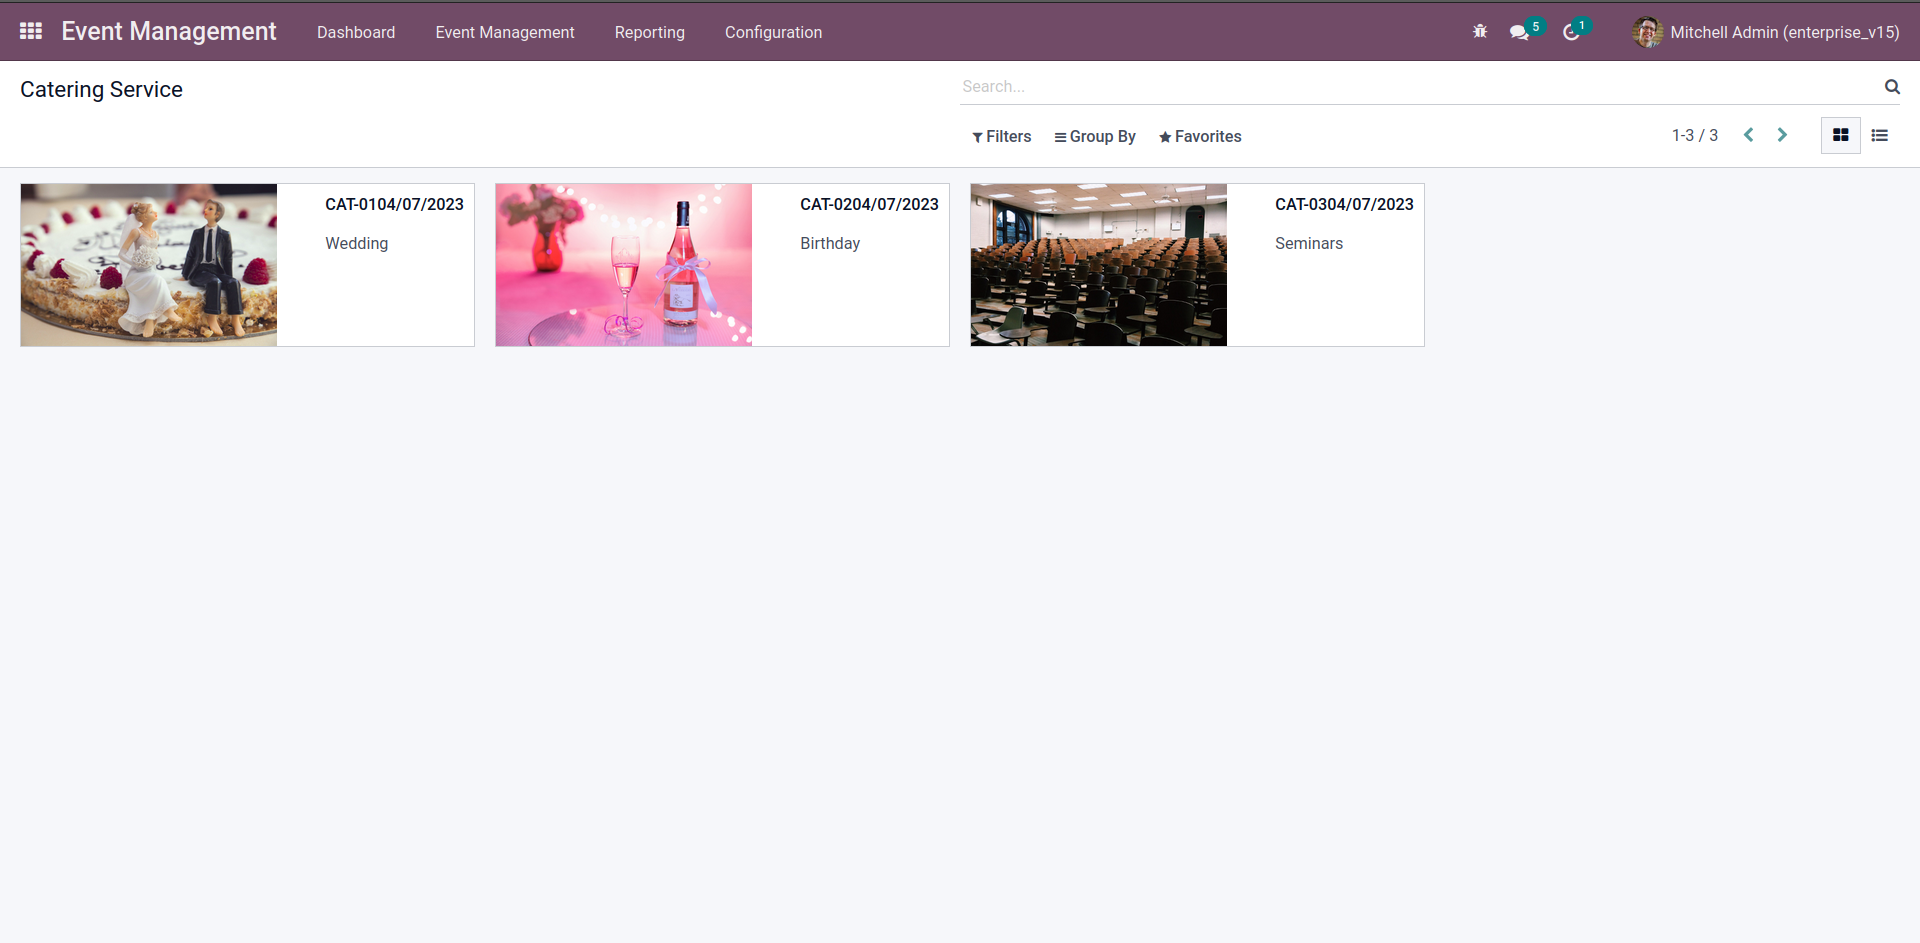 Event Management
Dashboard
Event Management
Reporting
Configuration
5
1
Mitchell Admin (enterprise_v15)
Catering Service
Search...
Filters
Group By
Favorites
1-3 / 3
CAT-0104/07/2023
Wedding
CAT-0204/07/2023
Birthday
CAT-0304/07/2023
Seminars